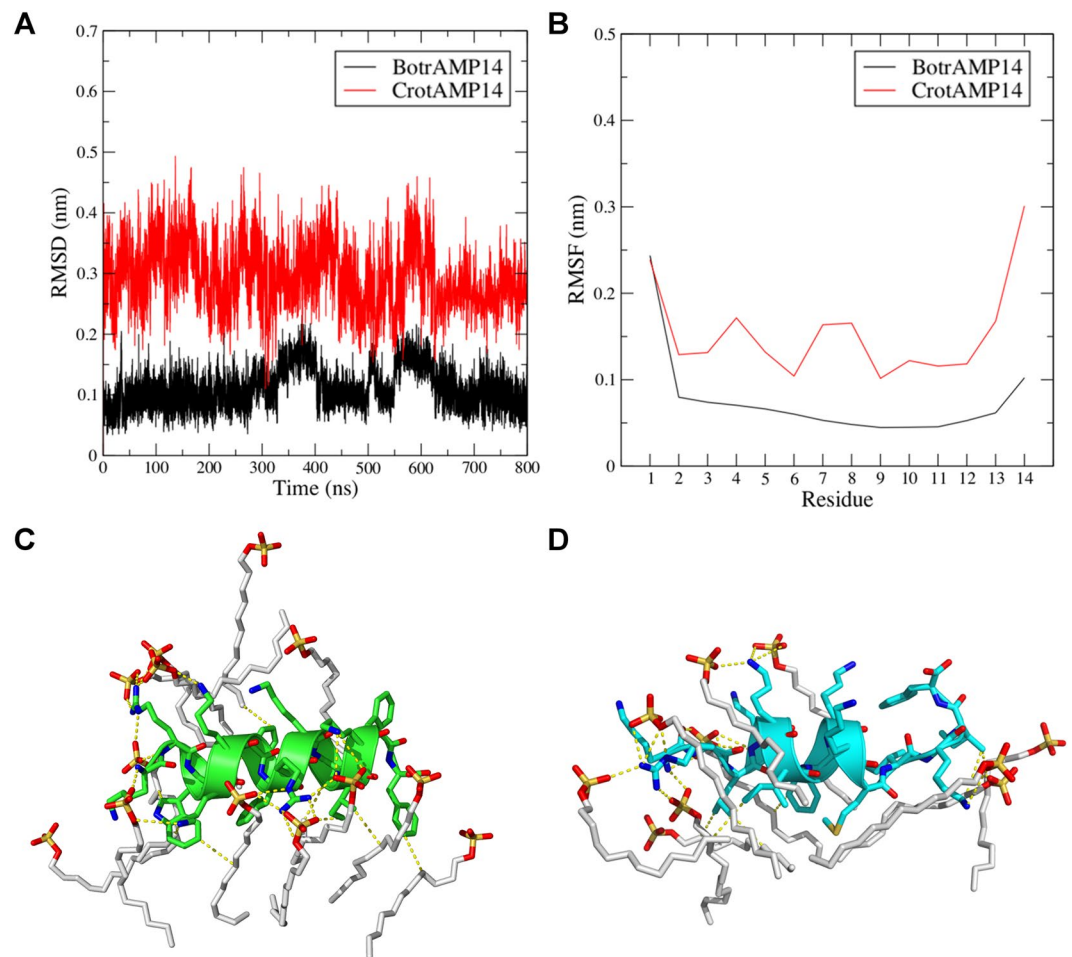 A
RMSD (nm)
0.7
0.6
0.5
0.4
0.3
0.2
0.1
0
BotrAMP14
CrotAMP14
0 100 200 300 400 500 600 700 800
Time (ns)
B
RMSF (nm)
0.5
0.4
0.3
0.2
0.1
0
BotrAMP14
CrotAMP14
1 2 3 4 5 6 7 8 9 10 11 12 13 14
Residue
C
D